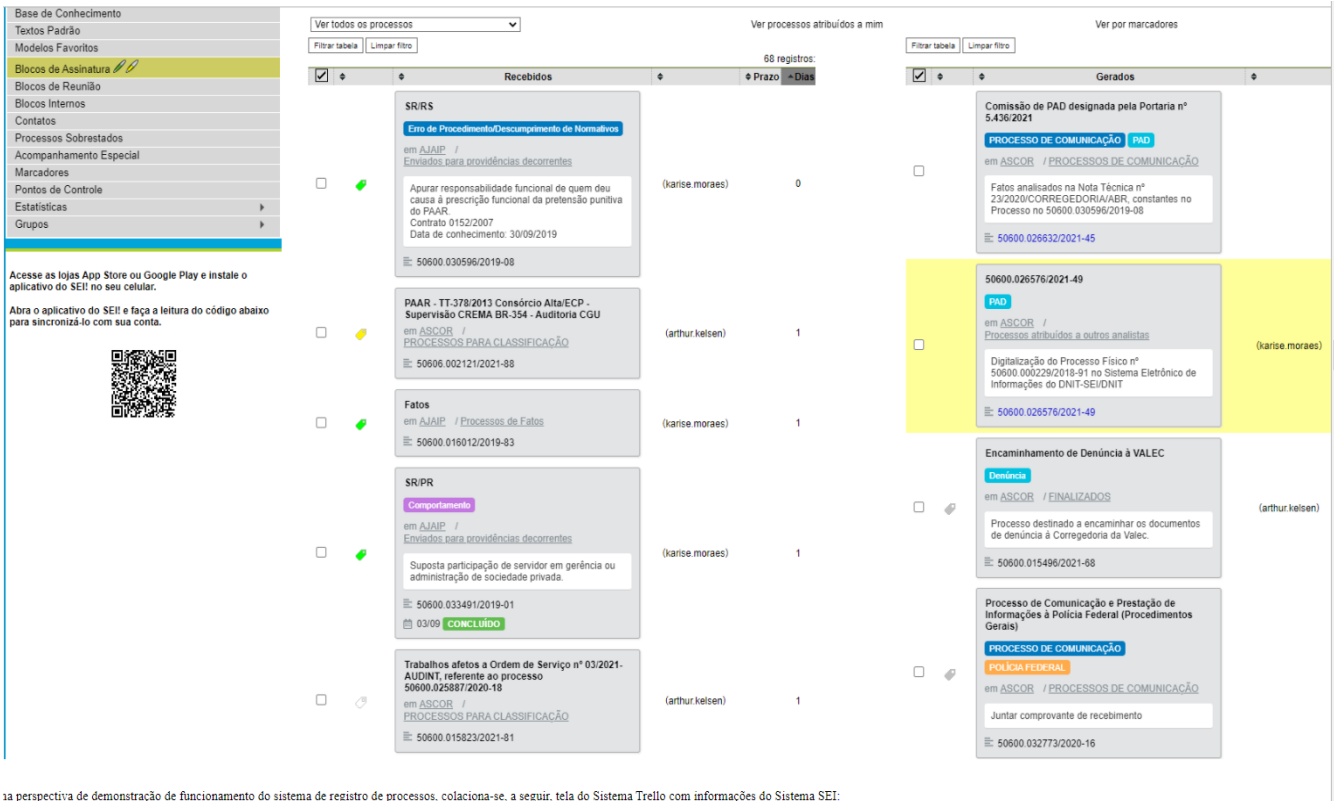 Base de Conhecimento
Textos Padrão
Modelos Favoritos
Blocos de Assinatura
Blocos de Reunião
Blocos Internos
Contatos
Processos Sobrestados
Acompanhamento Especial
Marcadores
Pontos de Controle
Estatísticas
Grupos
Acesse as lojas App Store ou Google Play e instale o
aplicativo do SEI! no seu celular.
Abra o aplicativo do SEI! e faça a leitura do código abaixo
para sincronizá-lo com sua conta.
Ver todos os processos
Ver processos atribuídos a mim
Ver por marcadores
Filtrar tabela Limpar filtro
68 registros:
Recebidos Prazo Dias
SR/RS
Erro de Procedimento/Descumprimento de Normativos
em AJAIP /
Enviados para providências decorrentes
Apurar responsabilidade funcional de quem deu
causa à prescrição funcional da pretensão punitiva
do PAAR.
Contrato 0152/2007
Data de conhecimento: 30/09/2019
50600.030596/2019-08
(karise.moraes) 0
PAAR - TT-378/2013 Consórcio Alta/ECP -
Supervisão CREMA BR-354 - Auditoria CGU
em ASCOR /
PROCESSOS PARA CLASSIFICAÇÃO
50606.002121/2021-88
(arthur.kelsen) 1
Fatos
em AJAIP / Processos de Fatos
50600.016012/2019-83
(karise.moraes) 1
SR/PR
Comportamento
em AJAIP /
Enviados para providências decorrentes
Suposta participação de servidor em gerência ou
administração de sociedade privada.
50600.033491/2019-01
03/09 CONCLUÍDO
(karise.moraes) 1
Trabalhos afetos a Ordem de Serviço nº 03/2021-
AUDINT, referente ao processo
50600.025887/2020-18
em ASCOR /
PROCESSOS PARA CLASSIFICAÇÃO
50600.015823/2021-81
(arthur.kelsen) 1
Filtrar tabela Limpar filtro
Gerados
Comissão de PAD designada pela Portaria nº
5.436/2021
PROCESSO DE COMUNICAÇÃO PAD
em ASCOR / PROCESSOS DE COMUNICAÇÃO
Fatos analisados na Nota Técnica nº
23/2020/CORREGEDORIA/ABR, constantes no
Processo no 50600.030596/2019-08
50600.026632/2021-45
50600.026576/2021-49
PAD
em ASCOR /
Processos atribuídos a outros analistas
Digitalização do Processo Físico nº
50600.000229/2018-91 no Sistema Eletrônico de
Informações do DNIT-SEI/DNIT
50600.026576/2021-49
(karise.moraes)
Encaminhamento de Denúncia à VALEC
Denúncia
em ASCOR / FINALIZADOS
Processo destinado a encaminhar os documentos
de denúncia à Corregedoria da Valec.
50600.015496/2021-68
(arthur.kelsen)
Processo de Comunicação e Prestação de
Informações à Polícia Federal (Procedimentos
Gerais)
PROCESSO DE COMUNICAÇÃO
POLÍCIA FEDERAL
em ASCOR / PROCESSOS DE COMUNICAÇÃO
Juntar comprovante de recebimento
50600.032773/2020-16
na perspectiva de demonstração de funcionamento do sistema de registro de processos, colaciona-se, a seguir, tela do Sistema Trello com informações do Sistema SEI: